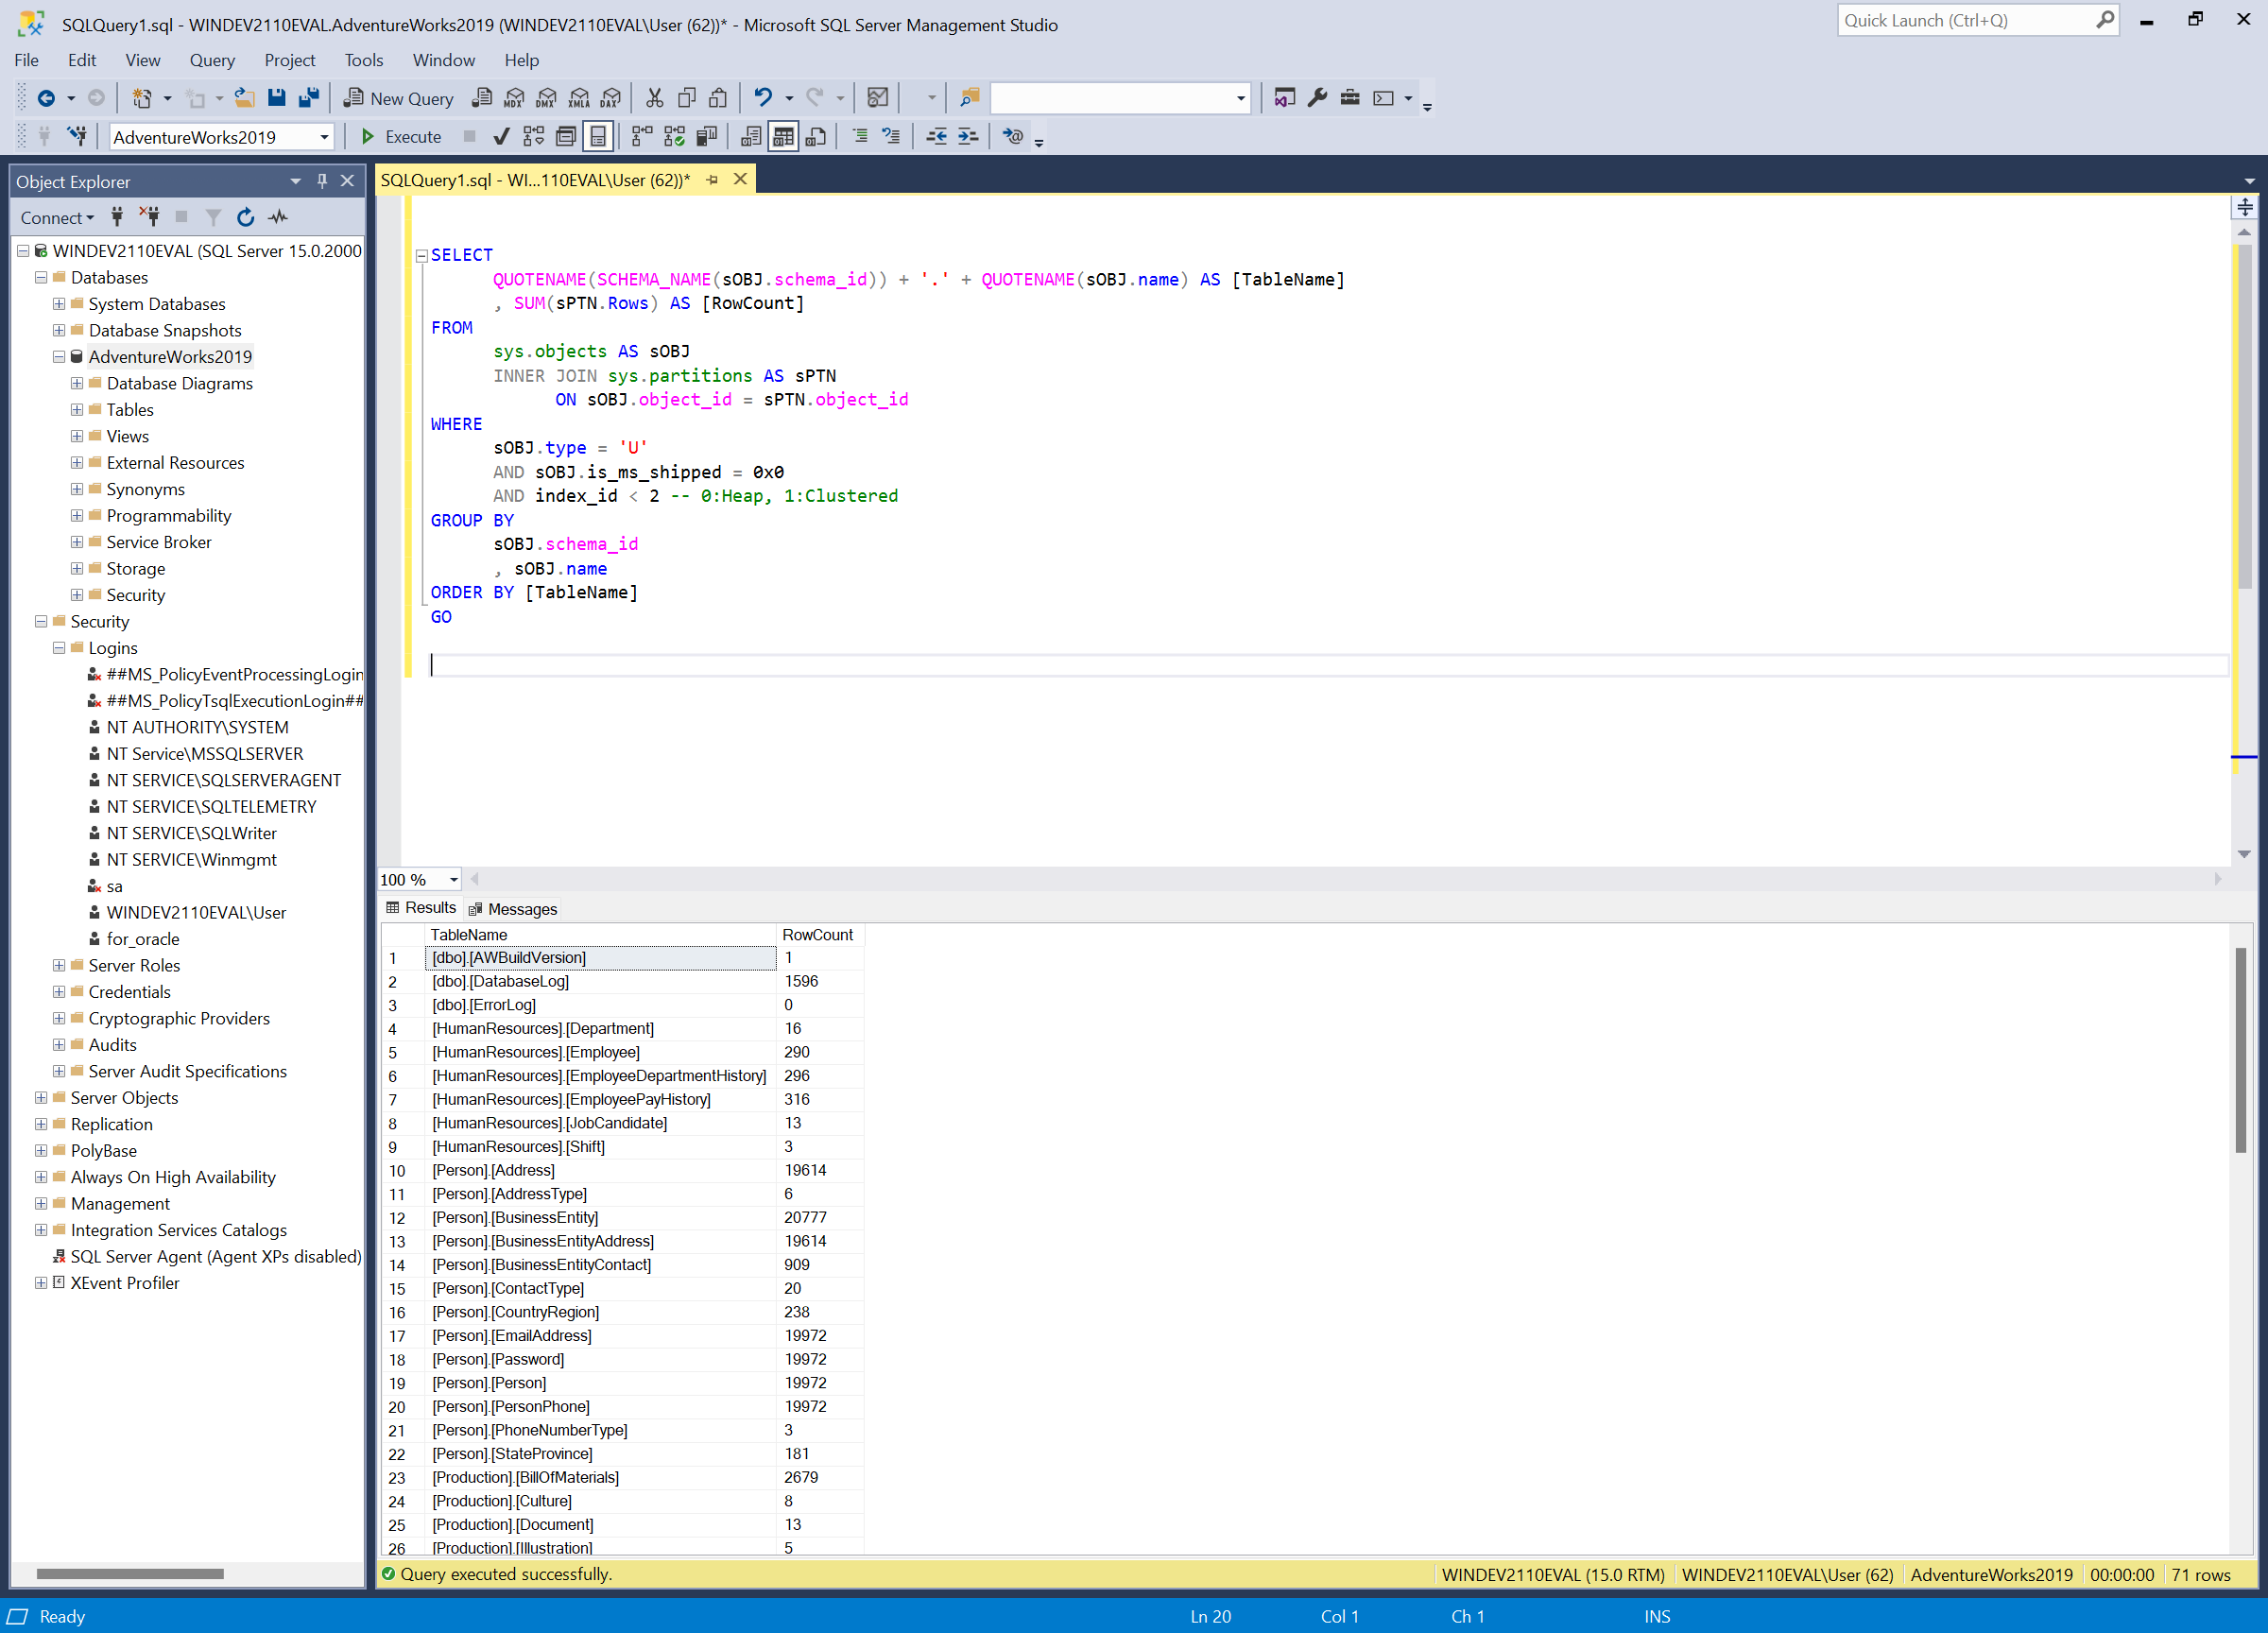 SQLQuery1.sql - WINDEV2110EVAL.AdventureWorks2019 (WINDEV2110EVAL\User (62))* - Microsoft SQL Server Management Studio
Quick Launch (Ctrl+Q)
File Edit View Query Project Tools Window Help
New Query MDX DMX XMLA DAX
AdventureWorks2019 Execute
Object Explorer
Connect
WINDEV2110EVAL (SQL Server 15.0.2000
Databases
System Databases
Database Snapshots
AdventureWorks2019
Database Diagrams
Tables
Views
External Resources
Synonyms
Programmability
Service Broker
Storage
Security
Security
Logins
##MS_PolicyEventProcessingLogin
##MS_PolicyTsqlExecutionLogin##
NT AUTHORITY\SYSTEM
NT Service\MSSQLSERVER
NT SERVICE\SQLSERVERAGENT
NT SERVICE\SQLTELEMETRY
NT SERVICE\SQLWriter
NT SERVICE\Winmgmt
sa
WINDEV2110EVAL\User
for_oracle
Server Roles
Credentials
Cryptographic Providers
Audits
Server Audit Specifications
Server Objects
Replication
PolyBase
Always On High Availability
Management
Integration Services Catalogs
SQL Server Agent (Agent XPs disabled)
XEvent Profiler
SQLQuery1.sql - WI...110EVAL\User (62))*
SELECT
QUOTENAME(SCHEMA_NAME(sOBJ.schema_id)) + '.' + QUOTENAME(sOBJ.name) AS [TableName]
, SUM(sPTN.Rows) AS [RowCount]
FROM
sys.objects AS sOBJ
INNER JOIN sys.partitions AS sPTN
ON sOBJ.object_id = sPTN.object_id
WHERE
sOBJ.type = 'U'
AND sOBJ.is_ms_shipped = 0x0
AND index_id < 2 -- 0:Heap, 1:Clustered
GROUP BY
sOBJ.schema_id
, sOBJ.name
ORDER BY [TableName]
GO
100 %
Results Messages
TableName RowCount
1 [dbo].[AWBuildVersion] 1
2 [dbo].[DatabaseLog] 1596
3 [dbo].[ErrorLog] 0
4 [HumanResources].[Department] 16
5 [HumanResources].[Employee] 290
6 [HumanResources].[EmployeeDepartmentHistory] 296
7 [HumanResources].[EmployeePayHistory] 316
8 [HumanResources].[JobCandidate] 13
9 [HumanResources].[Shift] 3
10 [Person].[Address] 19614
11 [Person].[AddressType] 6
12 [Person].[BusinessEntity] 20777
13 [Person].[BusinessEntityAddress] 19614
14 [Person].[BusinessEntityContact] 909
15 [Person].[ContactType] 20
16 [Person].[CountryRegion] 238
17 [Person].[EmailAddress] 19972
18 [Person].[Password] 19972
19 [Person].[Person] 19972
20 [Person].[PersonPhone] 19972
21 [Person].[PhoneNumberType] 3
22 [Person].[StateProvince] 181
23 [Production].[BillOfMaterials] 2679
24 [Production].[Culture] 8
25 [Production].[Document] 13
26 [Production].[Illustration] 5
Query executed successfully. WINDEV2110EVAL (15.0 RTM) WINDEV2110EVAL\User (62) AdventureWorks2019 00:00:00 71 rows
Ready Ln 20 Col 1 Ch 1 INS